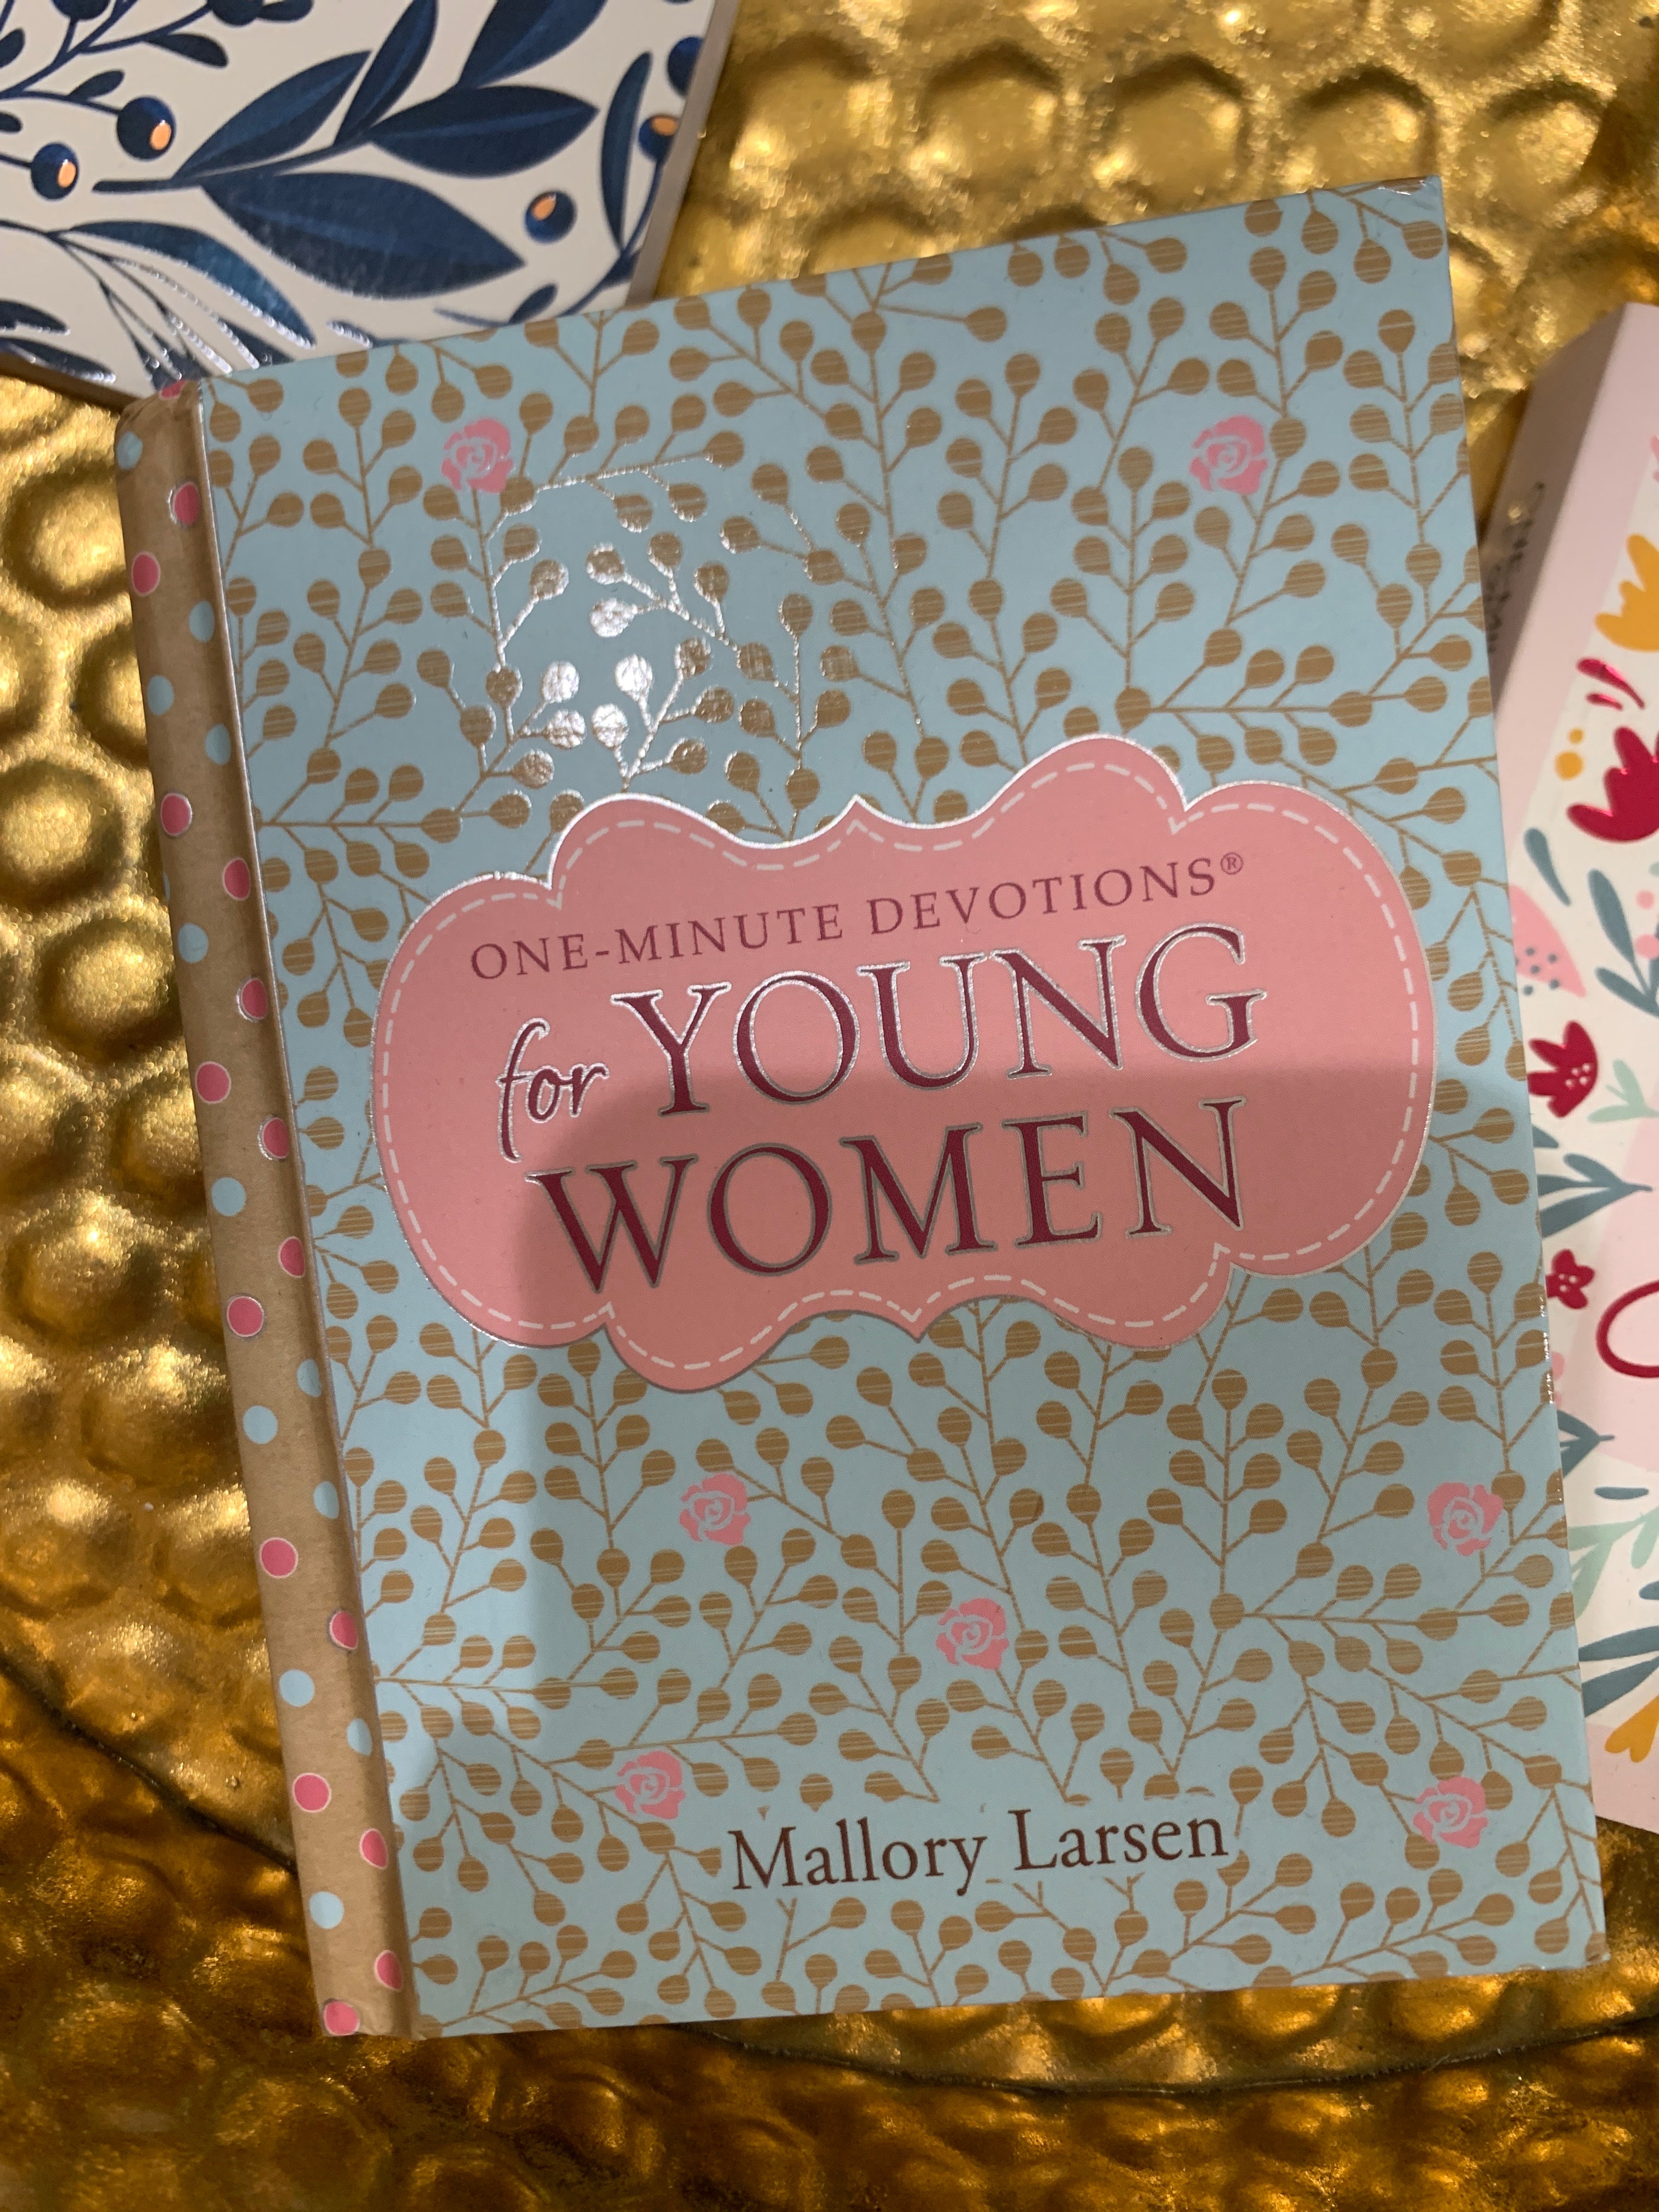 ONE-MINUTE DEVOTIONS®
for YOUNG
WOMEN
Mallory Larsen